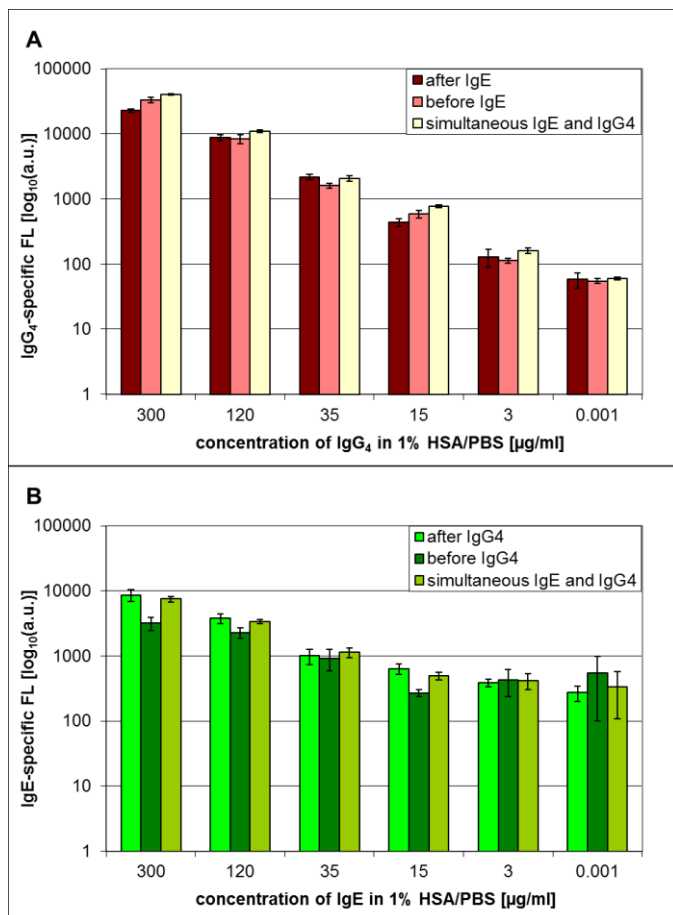 A
100000
10000
1000
100
10
1
IgG₄-specific FL [log₁₀(a.u.)]
after IgE
before IgE
simultaneous IgE and IgG4
300 120 35 15 3 0.001
concentration of IgG₄ in 1% HSA/PBS [µg/ml]
B
100000
10000
1000
100
10
1
IgE-specific FL [log₁₀(a.u.)]
after IgG4
before IgG4
simultaneous IgE and IgG4
300 120 35 15 3 0.001
concentration of IgE in 1% HSA/PBS [µg/ml]